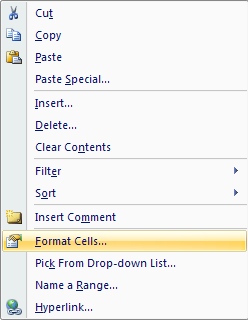 Cut
Copy
Paste
Paste Special...
Insert...
Delete...
Clear Contents
Filter
Sort
Insert Comment
Format Cells...
Pick From Drop-down List...
Name a Range...
Hyperlink...